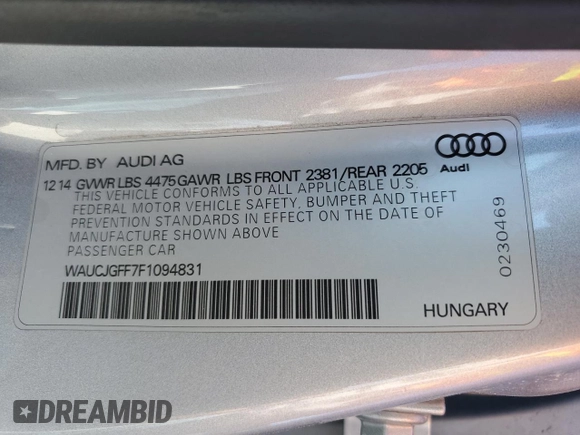 MFD. BY AUDI AG
12 14 GVWR LBS 4475 GAWR LBS FRONT 2381/REAR 2205
THIS VEHICLE CONFORMS TO ALL APPLICABLE U.S.
FEDERAL MOTOR VEHICLE SAFETY, BUMPER AND THEFT
PREVENTION STANDARDS IN EFFECT ON THE DATE OF
MANUFACTURE SHOWN ABOVE
PASSENGER CAR
WAUCJGFF7F1094831
Audi
0230469
HUNGARY
DREAMBID